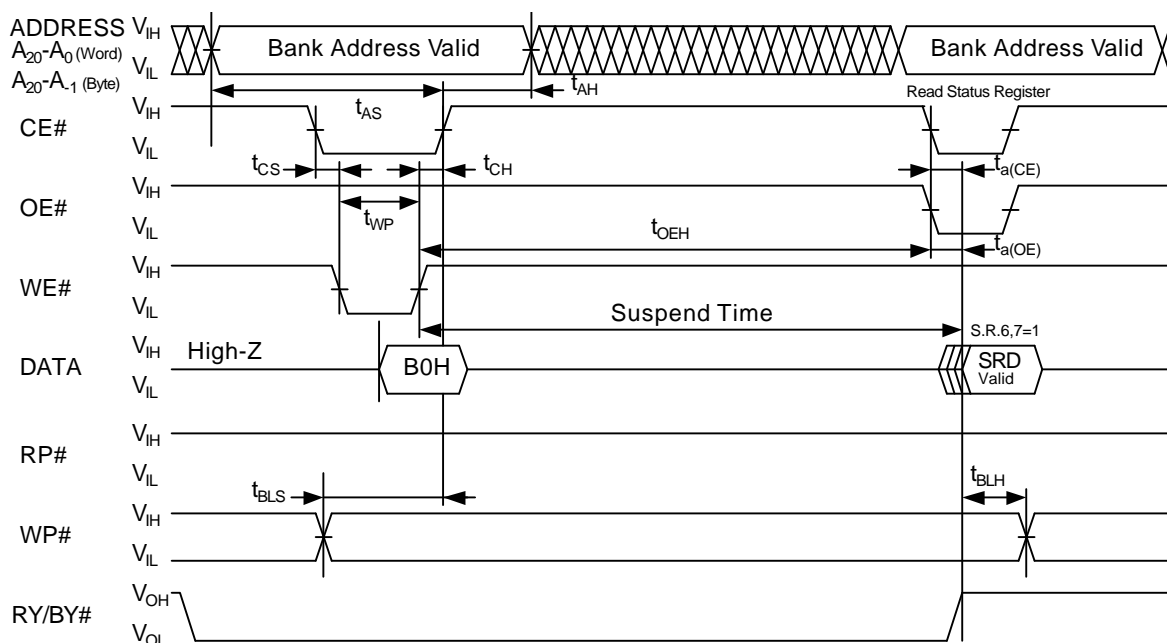 ADDRESS VIH
A20-A0 (Word) Bank Address Valid Bank Address Valid
VIL
A20-A-1 (Byte)
tAH
tAS Read Status Register
VIH
CE#
VIL
tCS tCH ta(CE)
VIH
OE#
tWP
VIL
tOEH
ta(OE)
VIH
WE#
VIL
Suspend Time
S.R.6,7=1
VIH High-Z
DATA B0H SRD
Valid
VIL
VIH
RP#
VIL
tBLS tBLH
VIH
WP#
VIL
VOH
RY/BY#
VOL